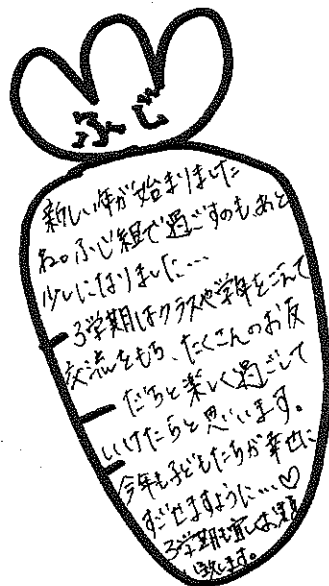 ふじ
新しい年が始まりました
ね。ふじ組で過ごすのも、あと
少しになりました…
3学期はクラスや学年をこえて
交流をもち、たくさんのお友
だちと楽しく過ごして
いけたらと思います。
今年も子どもたちが幸せに
すごせますように…♡
3学期も宜しくお願い
致します。